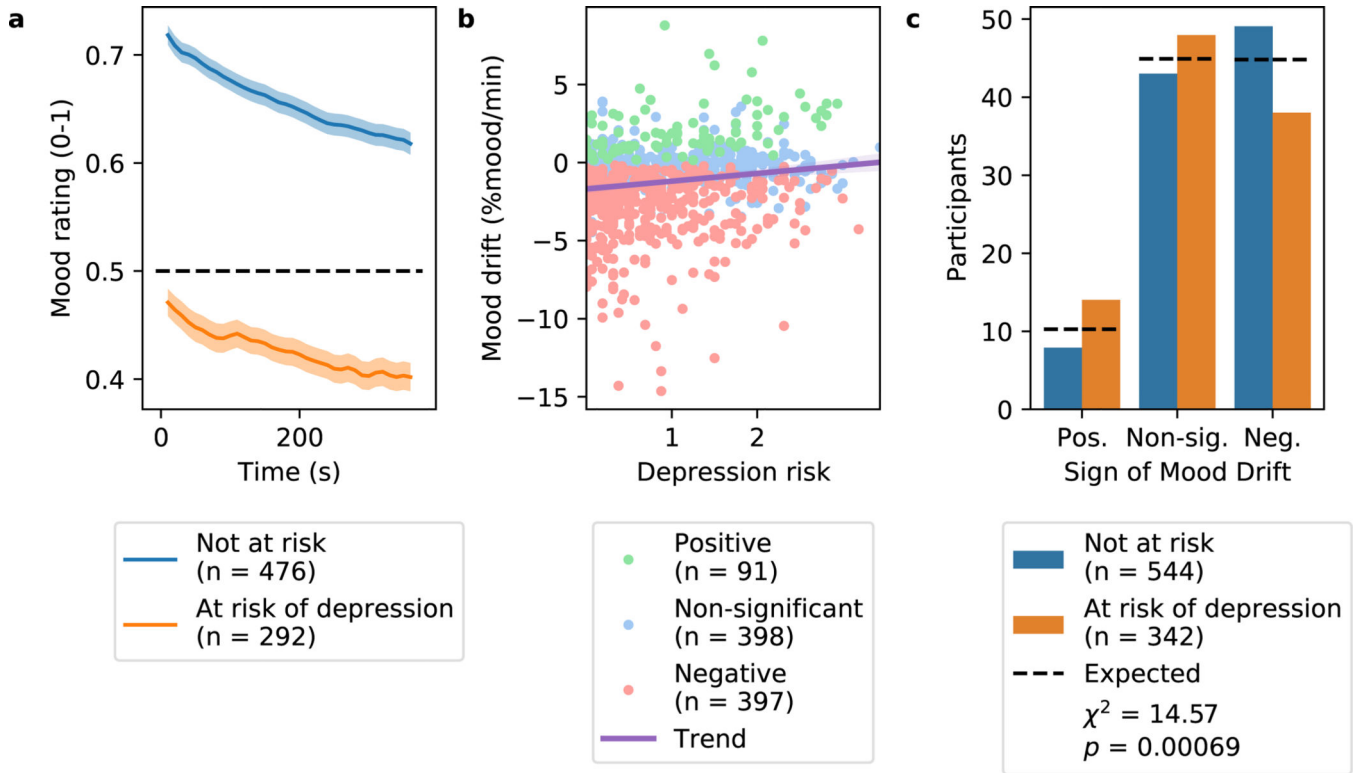 a
Mood rating (0-1)
0.7
0.6
0.5
0.4
0
200
Time (s)
Not at risk
(n = 476)
At risk of depression
(n = 292)
b
Mood drift (%mood/min)
5
0
−5
−10
−15
1
2
Depression risk
Positive
(n = 91)
Non-significant
(n = 398)
Negative
(n = 397)
Trend
c
Participants
50
40
30
20
10
0
Pos.
Non-sig.
Neg.
Sign of Mood Drift
Not at risk
(n = 544)
At risk of depression
(n = 342)
Expected
χ² = 14.57
p = 0.00069